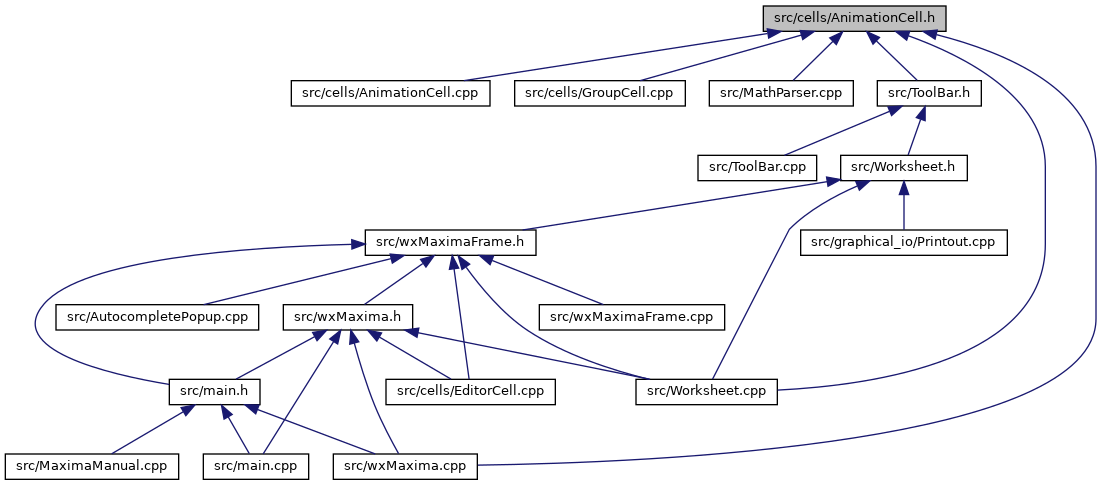 src/cells/AnimationCell.h
src/cells/AnimationCell.cpp
src/cells/GroupCell.cpp
src/MathParser.cpp
src/ToolBar.h
src/ToolBar.cpp
src/Worksheet.h
src/wxMaximaFrame.h
src/graphical_io/Printout.cpp
src/AutocompletePopup.cpp
src/wxMaxima.h
src/wxMaximaFrame.cpp
src/main.h
src/cells/EditorCell.cpp
src/Worksheet.cpp
src/MaximaManual.cpp
src/main.cpp
src/wxMaxima.cpp